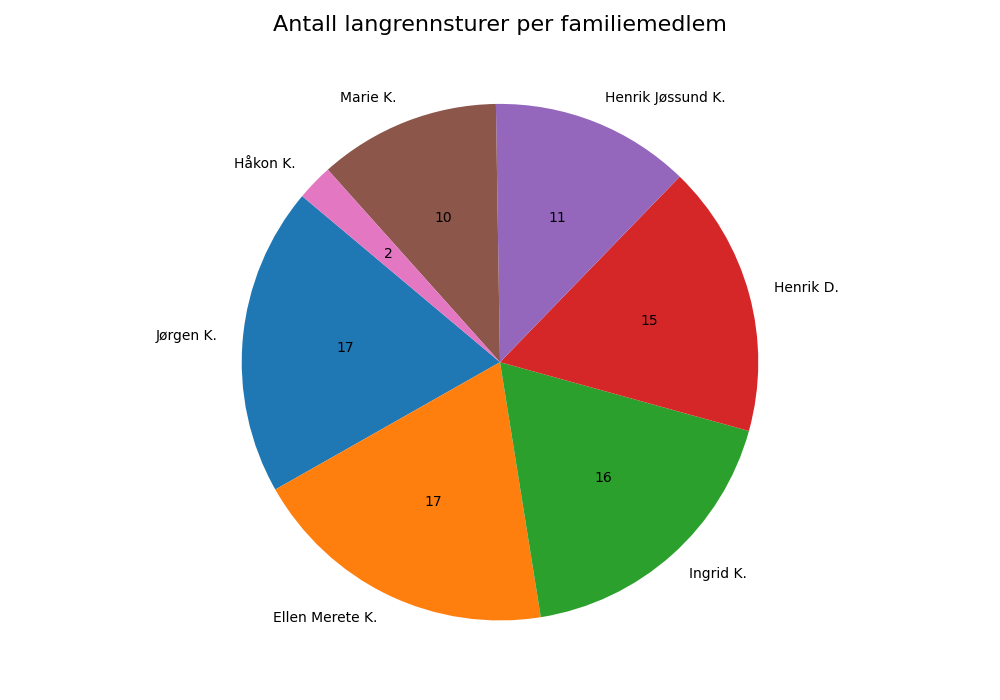 Antall langrennsturer per familiemedlem
Marie K.
Henrik Jøssund K.
Håkon K.
10
11
2
Henrik D.
Jørgen K.
17
15
17
16
Ingrid K.
Ellen Merete K.